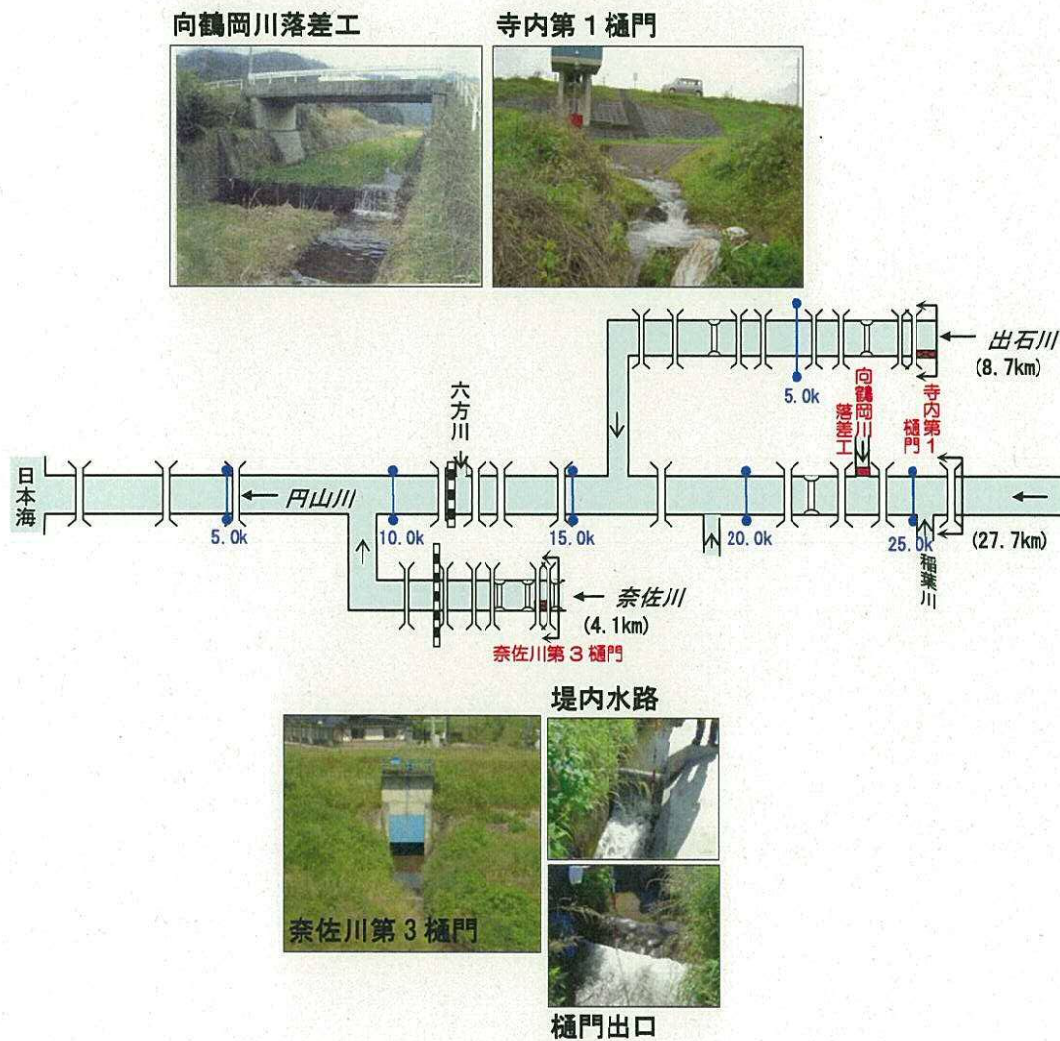 向鶴岡川落差工
寺内第1樋門
出石川
(8.7km)
5.0k
六方川
向鶴岡川
落差工
寺内第1
樋門
日本海
円山川
5.0k
10.0k
15.0k
20.0k
25.0k
(27.7km)
稲葉川
奈佐川
(4.1km)
奈佐川第3樋門
堤内水路
奈佐川第3樋門
樋門出口